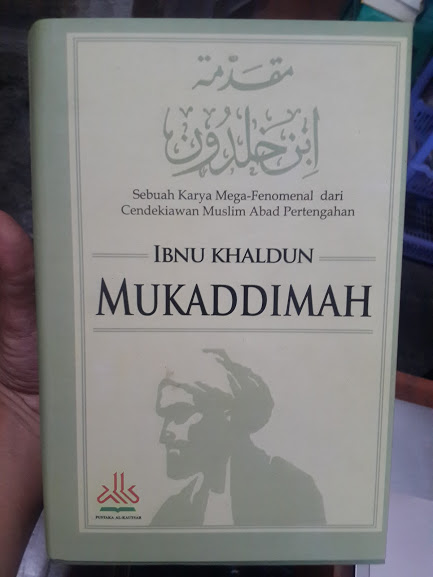 مقدمة
ابن خلدون
Sebuah Karya Mega-Fenomenal dari
Cendekiawan Muslim Abad Pertengahan
IBNU KHALDUN
MUKADDIMAH
PUSTAKA AL-KAUTSAR